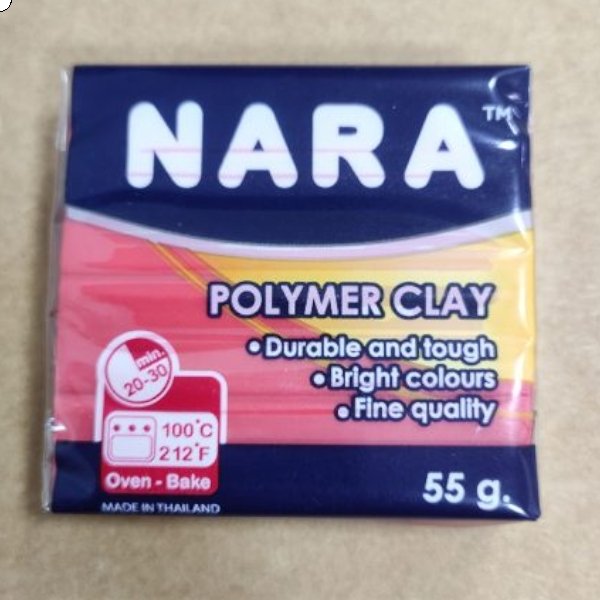 NARA™
POLYMER CLAY
• Durable and tough
• Bright colours
• Fine quality
min.
20-30
100°C
212°F
Oven - Bake
55 g.
MADE IN THAILAND